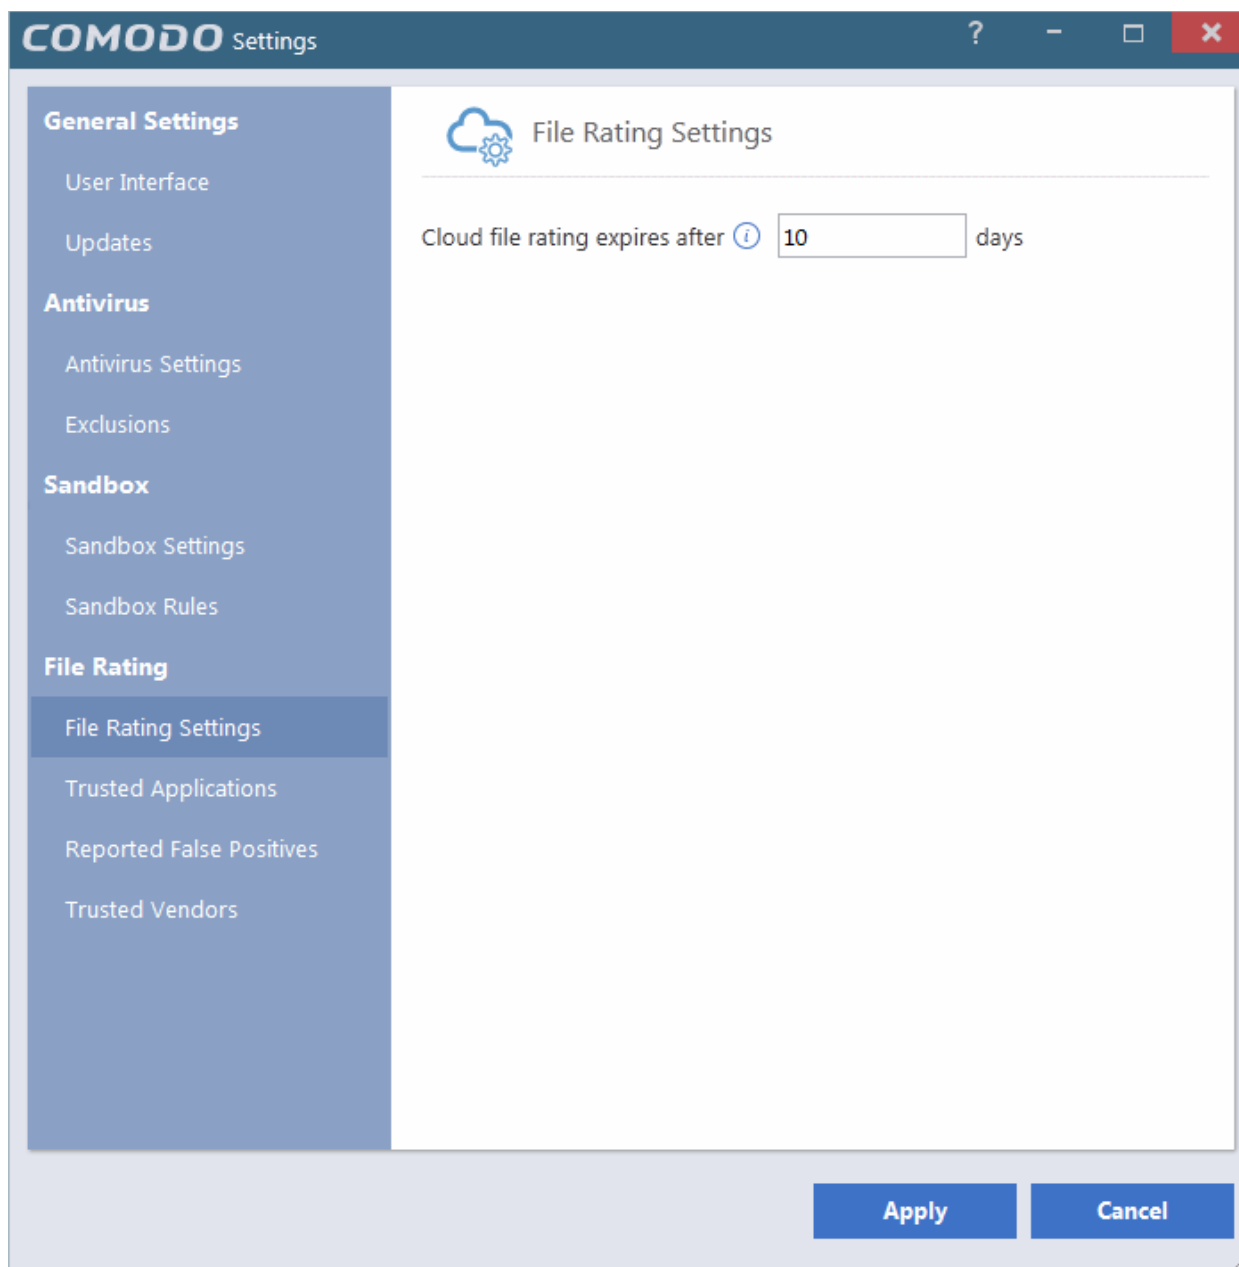 COMODO Settings ?
General Settings
User Interface
Updates
Antivirus
Antivirus Settings
Exclusions
Sandbox
Sandbox Settings
Sandbox Rules
File Rating
File Rating Settings
Trusted Applications
Reported False Positives
Trusted Vendors
File Rating Settings
Cloud file rating expires after i 10 days
Apply Cancel